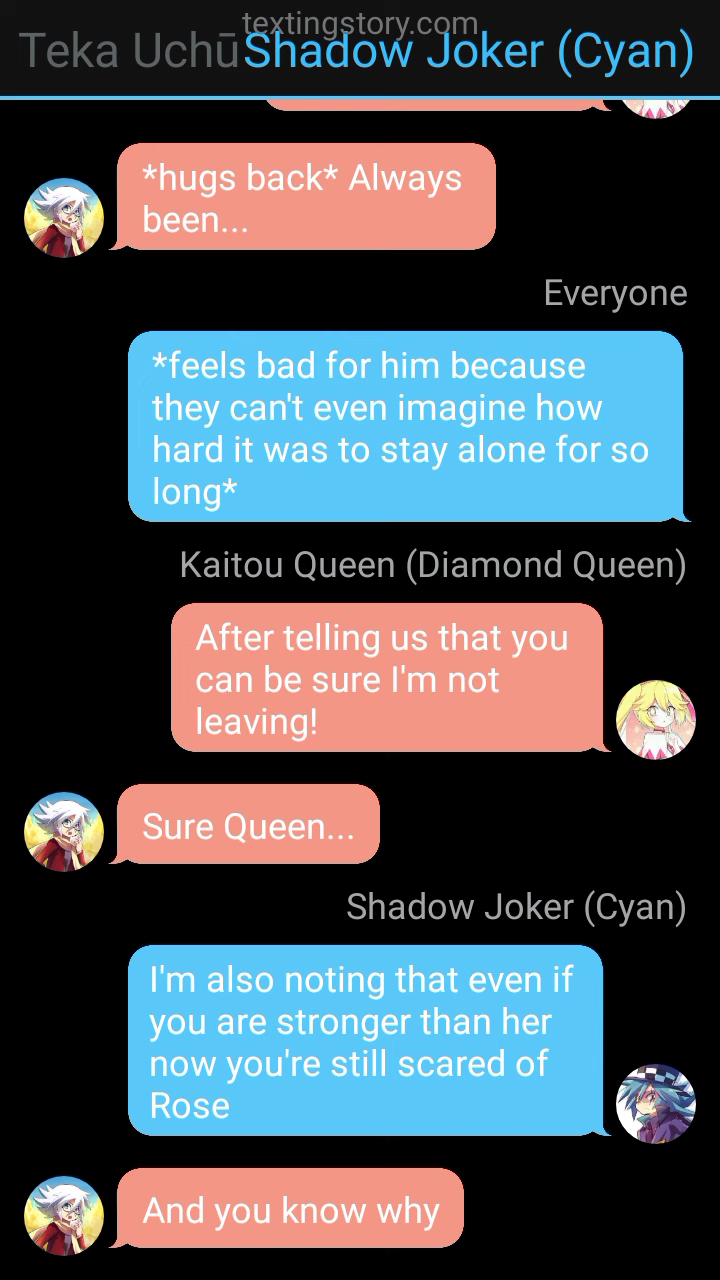 textingstory.com
Teka Uchū Shadow Joker (Cyan)
*hugs back* Always
been...
Everyone
*feels bad for him because
they can't even imagine how
hard it was to stay alone for so
long*
Kaitou Queen (Diamond Queen)
After telling us that you
can be sure I'm not
leaving!
Sure Queen...
Shadow Joker (Cyan)
I'm also noting that even if
you are stronger than her
now you're still scared of
Rose
And you know why